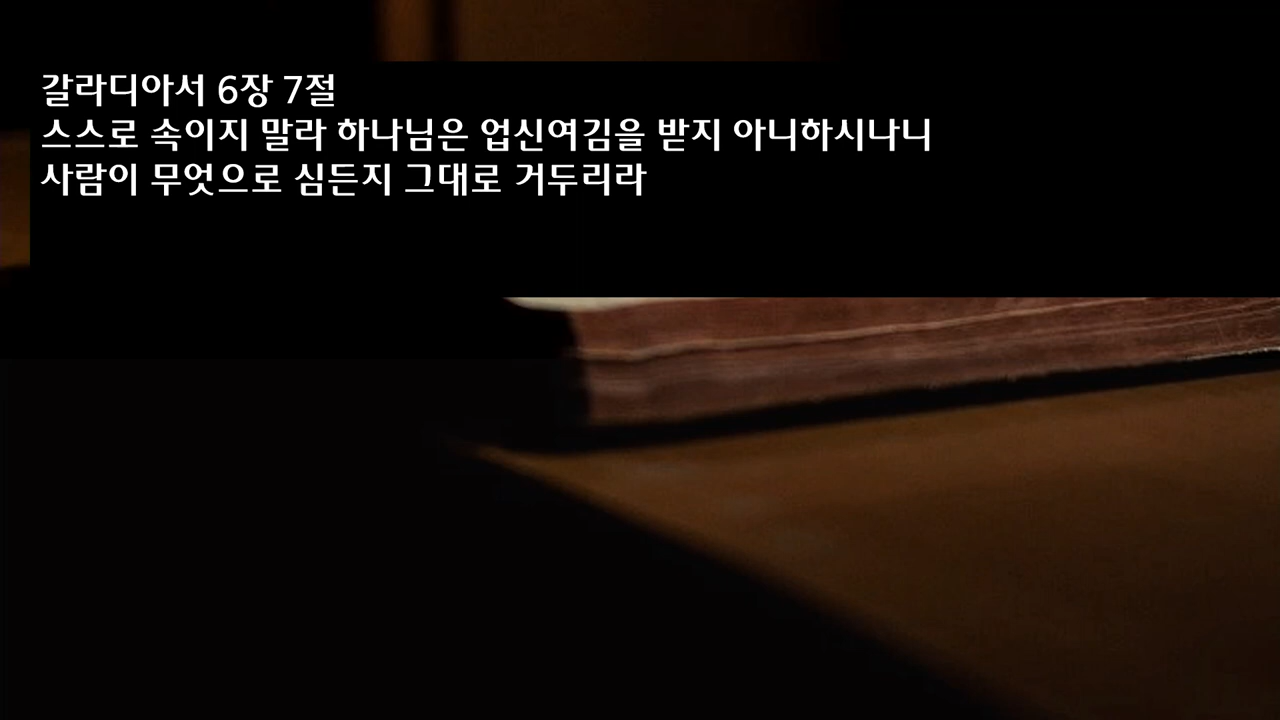 갈라디아서 6장 7절
스스로 속이지 말라 하나님은 업신여김을 받지 아니하시나니
사람이 무엇으로 심든지 그대로 거두리라